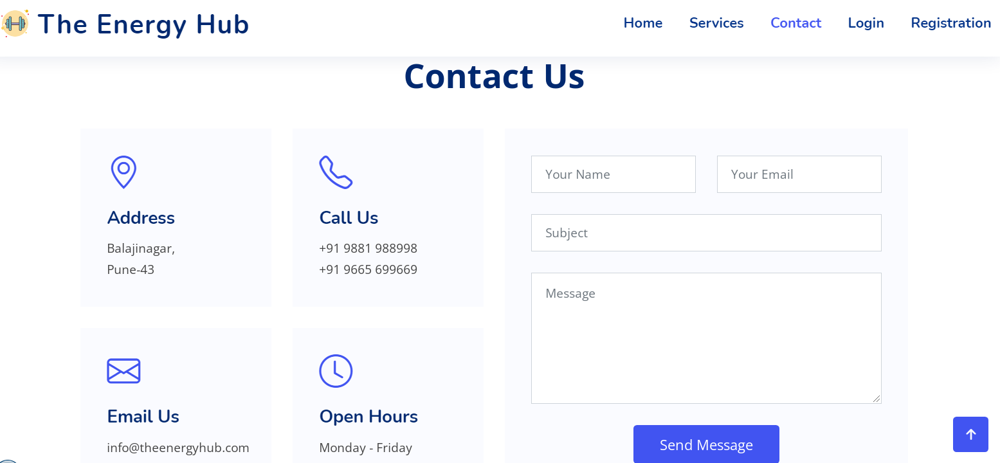 The Energy Hub
Home Services Contact Login Registration
Contact Us
Address
Balajinagar,
Pune-43
Call Us
+91 9881 988998
+91 9665 699669
Email Us
info@theenergyhub.com
Open Hours
Monday - Friday
Your Name
Your Email
Subject
Message
Send Message